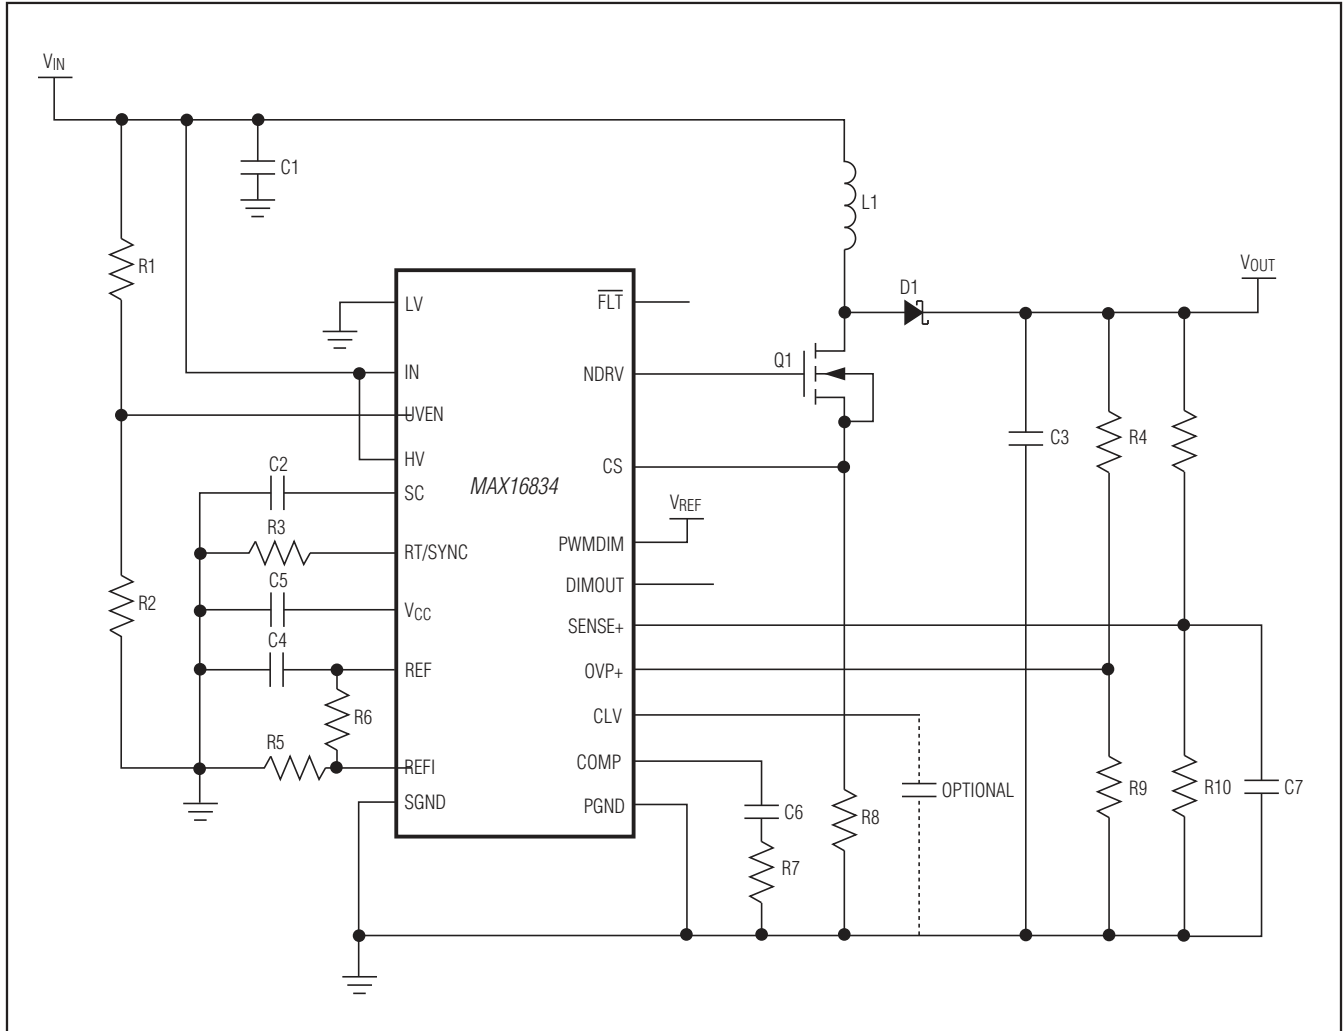 VIN
C1
L1
R1
VOUT
D1
LV
FLT
IN
NDRV
Q1
UVEN
HV
C3
R4
C2
CS
SC
MAX16834
VREF
R3
RT/SYNC
PWMDIM
C5
DIMOUT
R2
VCC
SENSE+
C4
REF
OVP+
R6
CLV
R5
REFI
COMP
OPTIONAL
R9
R10
C7
SGND
PGND
C6
R8
R7